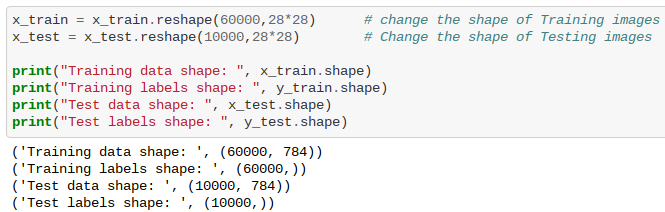 x_train = x_train.reshape(60000,28*28)      # change the shape of Training images
x_test = x_test.reshape(10000,28*28)        # Change the shape of Testing images
print("Training data shape: ", x_train.shape)
print("Training labels shape: ", y_train.shape)
print("Test data shape: ", x_test.shape)
print("Test labels shape: ", y_test.shape)
('Training data shape: ', (60000, 784))
('Training labels shape: ', (60000,))
('Test data shape: ', (10000, 784))
('Test labels shape: ', (10000,))